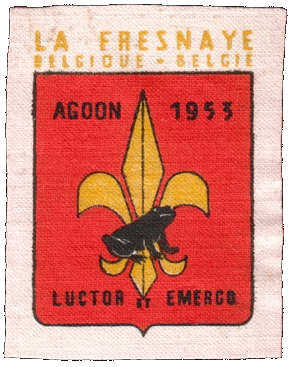 LA FRESNAYE
BELGIQUE - BELGIE
AGOON 1953
LUCTOR ET EMERGO